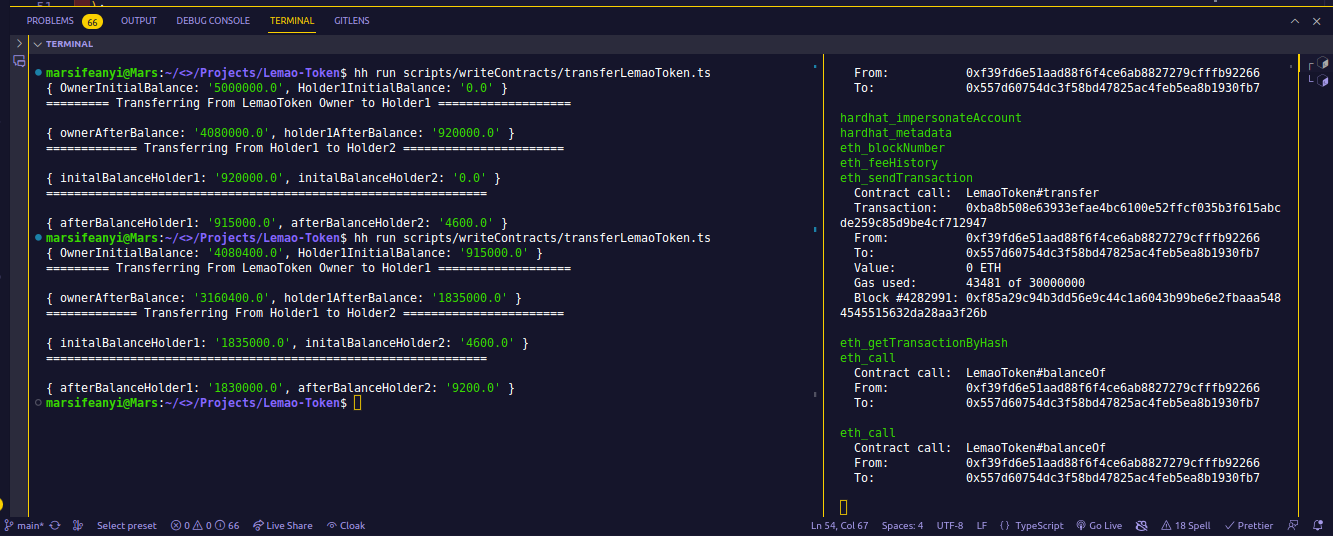 51 );
PROBLEMS 66 OUTPUT DEBUG CONSOLE TERMINAL GITLENS
TERMINAL
marsifeanyi@Mars:~/<>/Projects/Lemao-Token$ hh run scripts/writeContracts/transferLemaoToken.ts
{ OwnerInitialBalance: '5000000.0', Holder1InitialBalance: '0.0' }
========= Transferring From LemaoToken Owner to Holder1 ===================
{ ownerAfterBalance: '4080000.0', holder1AfterBalance: '920000.0' }
============= Transferring From Holder1 to Holder2 =======================
{ initalBalanceHolder1: '920000.0', initalBalanceHolder2: '0.0' }
===============================================================
{ afterBalanceHolder1: '915000.0', afterBalanceHolder2: '4600.0' }
marsifeanyi@Mars:~/<>/Projects/Lemao-Token$ hh run scripts/writeContracts/transferLemaoToken.ts
{ OwnerInitialBalance: '4080400.0', Holder1InitialBalance: '915000.0' }
========= Transferring From LemaoToken Owner to Holder1 ===================
{ ownerAfterBalance: '3160400.0', holder1AfterBalance: '1835000.0' }
============= Transferring From Holder1 to Holder2 =======================
{ initalBalanceHolder1: '1835000.0', initalBalanceHolder2: '4600.0' }
===============================================================
{ afterBalanceHolder1: '1830000.0', afterBalanceHolder2: '9200.0' }
marsifeanyi@Mars:~/<>/Projects/Lemao-Token$
From: 0xf39fd6e51aad88f6f4ce6ab8827279cfffb92266
To: 0x557d60754dc3f58bd47825ac4feb5ea8b1930fb7
hardhat_impersonateAccount
hardhat_metadata
eth_blockNumber
eth_feeHistory
eth_sendTransaction
Contract call: LemaoToken#transfer
Transaction: 0xba8b508e63933efae4bc6100e52ffcf035b3f615abc
de259c85d9be4cf712947
From: 0xf39fd6e51aad88f6f4ce6ab8827279cfffb92266
To: 0x557d60754dc3f58bd47825ac4feb5ea8b1930fb7
Value: 0 ETH
Gas used: 43481 of 30000000
Block #4282991: 0xf85a29c94b3dd56e9c44c1a6043b99be6e2fbaaa548
4545515632da28aa3f26b
eth_getTransactionByHash
eth_call
Contract call: LemaoToken#balanceOf
From: 0xf39fd6e51aad88f6f4ce6ab8827279cfffb92266
To: 0x557d60754dc3f58bd47825ac4feb5ea8b1930fb7
eth_call
Contract call: LemaoToken#balanceOf
From: 0xf39fd6e51aad88f6f4ce6ab8827279cfffb92266
To: 0x557d60754dc3f58bd47825ac4feb5ea8b1930fb7
main* Select preset 0 0 66 Live Share Cloak Ln 54, Col 67 Spaces: 4 UTF-8 LF {} TypeScript Go Live 18 Spell Prettier